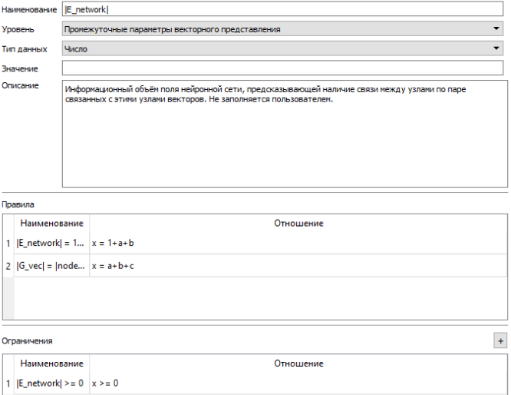 Наименование |E_network|
Уровень Промежуточные параметры векторного представления
Тип данных Число
Значение
Описание Информационный объём поля нейронной сети, предсказывающей наличие связи между узлами по паре
связанных с этими узлами векторов. Не заполняется пользователем.
Правила
Наименование Отношение
1 |E_network| = 1... x = 1+a+b
2 |G_vec| = |node... x = a+b+c
Ограничения +
Наименование Отношение
1 |E_network| >= 0 x >= 0